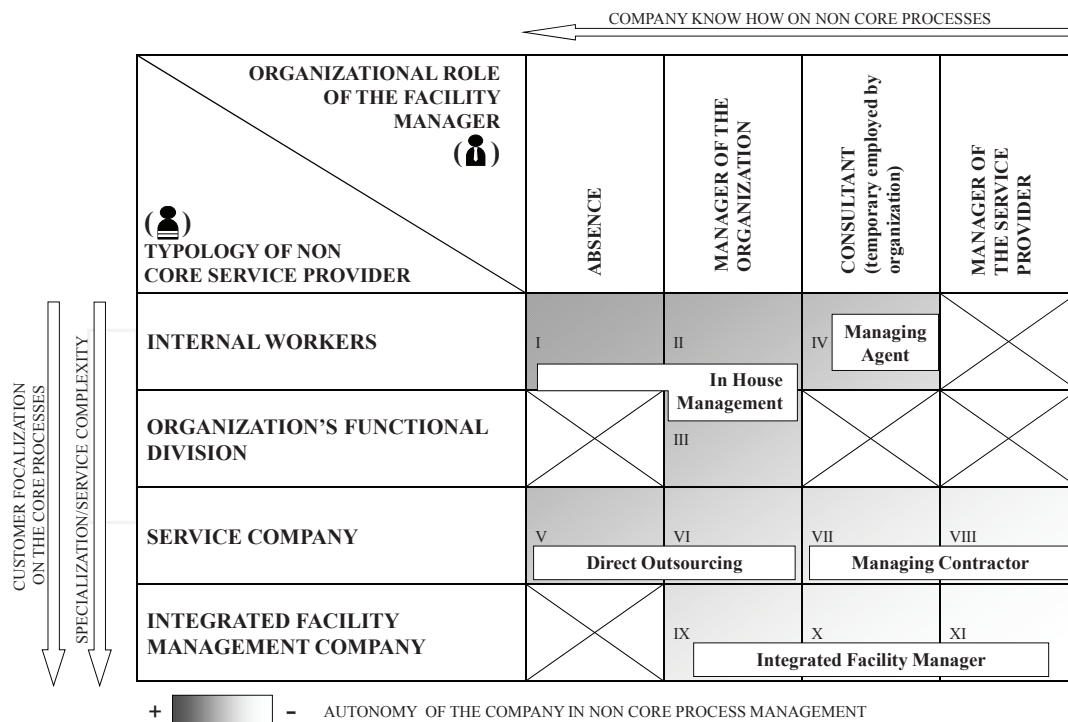 COMPANY KNOW HOW ON NON CORE PROCESSES
ORGANIZATIONAL ROLE
OF THE FACILITY
MANAGER
( )
( )
TYPOLOGY OF NON
CORE SERVICE PROVIDER
ABSENCE
MANAGER OF THE
ORGANIZATION
CONSULTANT
(temporary employed by
organization)
MANAGER OF
THE SERVICE
PROVIDER
CUSTOMER FOCALIZATION
ON THE CORE PROCESSES
SPECIALIZATION/SERVICE COMPLEXITY
INTERNAL WORKERS
I
II
IV
Managing
Agent
In House
Management
ORGANIZATION'S FUNCTIONAL
DIVISION
III
SERVICE COMPANY
V
VI
VII
VIII
Direct Outsourcing
Managing Contractor
INTEGRATED FACILITY
MANAGEMENT COMPANY
IX
X
XI
Integrated Facility Manager
+ - AUTONOMY OF THE COMPANY IN NON CORE PROCESS MANAGEMENT